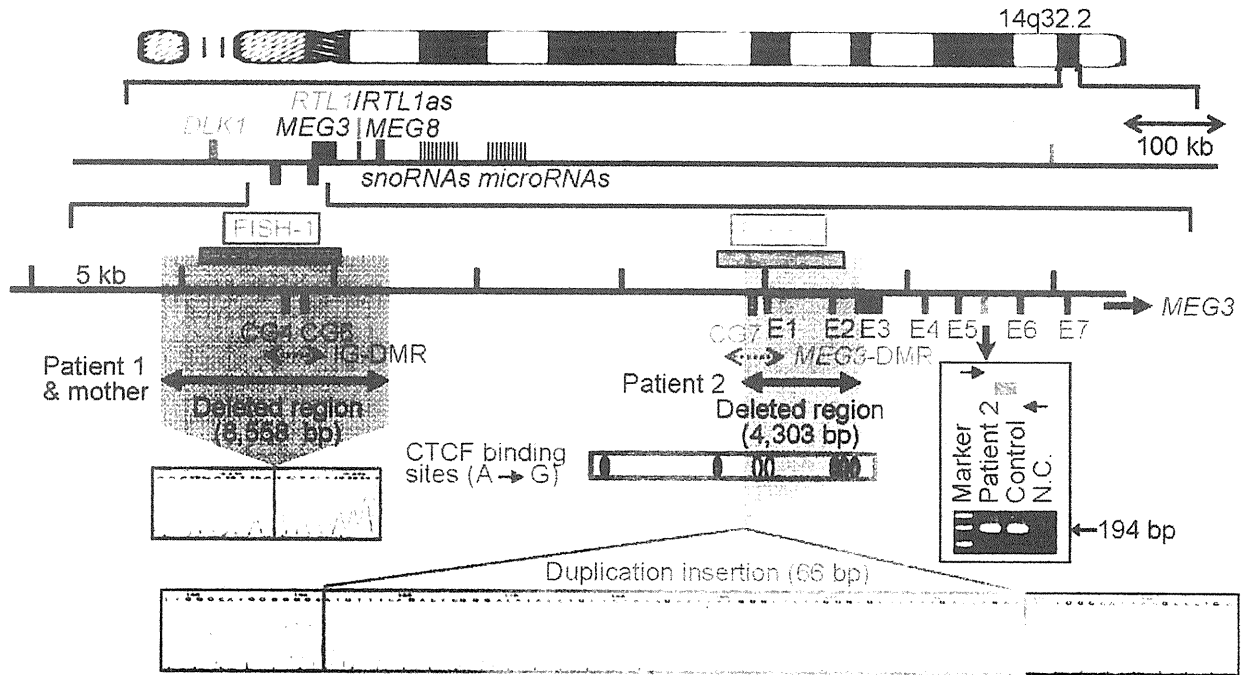 14q32.2
RTL1/RTL1as
DLK1 MEG3 MEG8
100 kb
snoRNAs microRNAs
FISH-1
5 kb
MEG3
CG4 CG6
CG7 E1 E2 E3 E4 E5 E6 E7
IG-DMR
MEG3-DMR
Patient 1
& mother
Patient 2
Deleted region
(8,558 bp)
Deleted region
(4,303 bp)
CTCF binding
sites (A → G)
Marker
Patient 2
Control
N.C.
194 bp
Duplication insertion (66 bp)